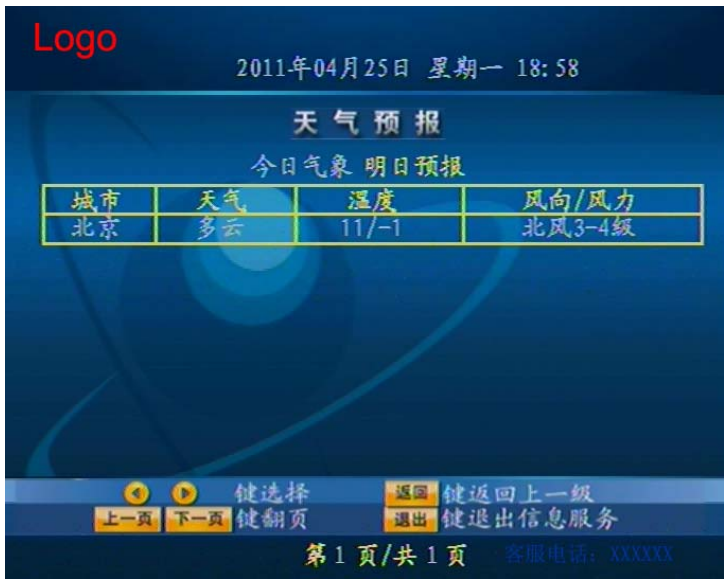 Logo
2011年04月25日 星期一 18:58
天气预报
今日气象 明日预报
城市 天气 温度 风向/风力
北京 多云 11/-1 北风3-4级
键选择 返回 键返回上一级
上一页 下一页 键翻页 退出 键退出信息服务
第1页/共1页 客服电话: XXXXXX